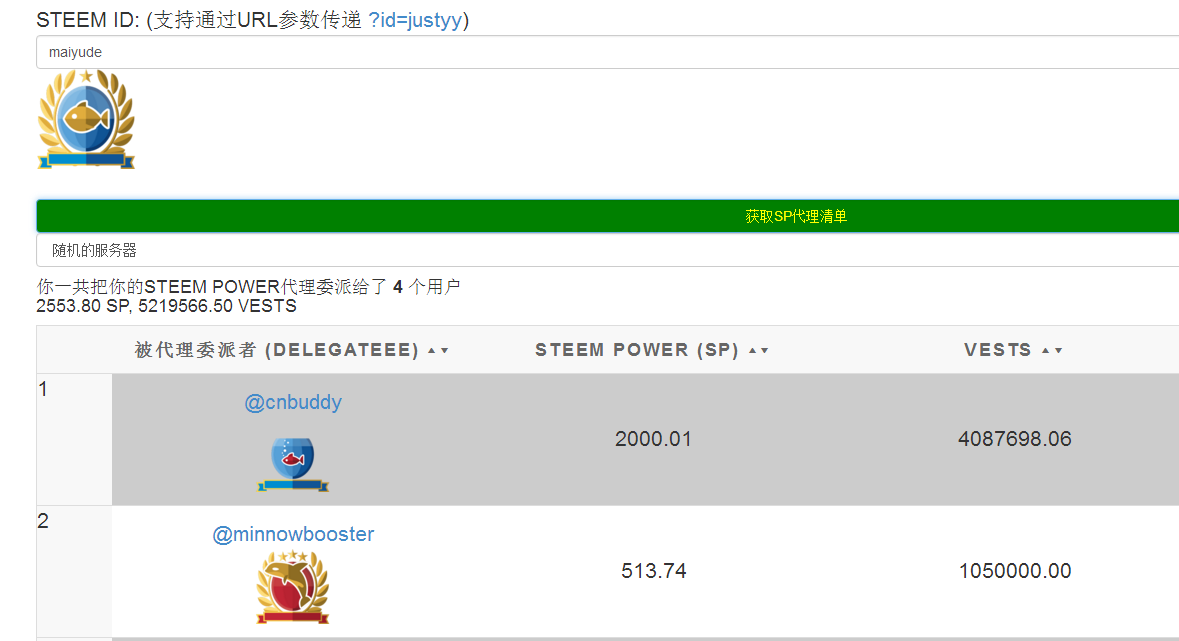 STEEM ID: (支持通过URL参数传递 ?id=justyy)
maiyude
获取SP代理清单
随机的服务器
你一共把你的STEEM POWER代理委派给了 4 个用户
2553.80 SP, 5219566.50 VESTS
被代理委派者 (DELEGATEEE) ▲▼ STEEM POWER (SP) ▲▼ VESTS ▲▼
1 @cnbuddy 2000.01 4087698.06
2 @minnowbooster 513.74 1050000.00